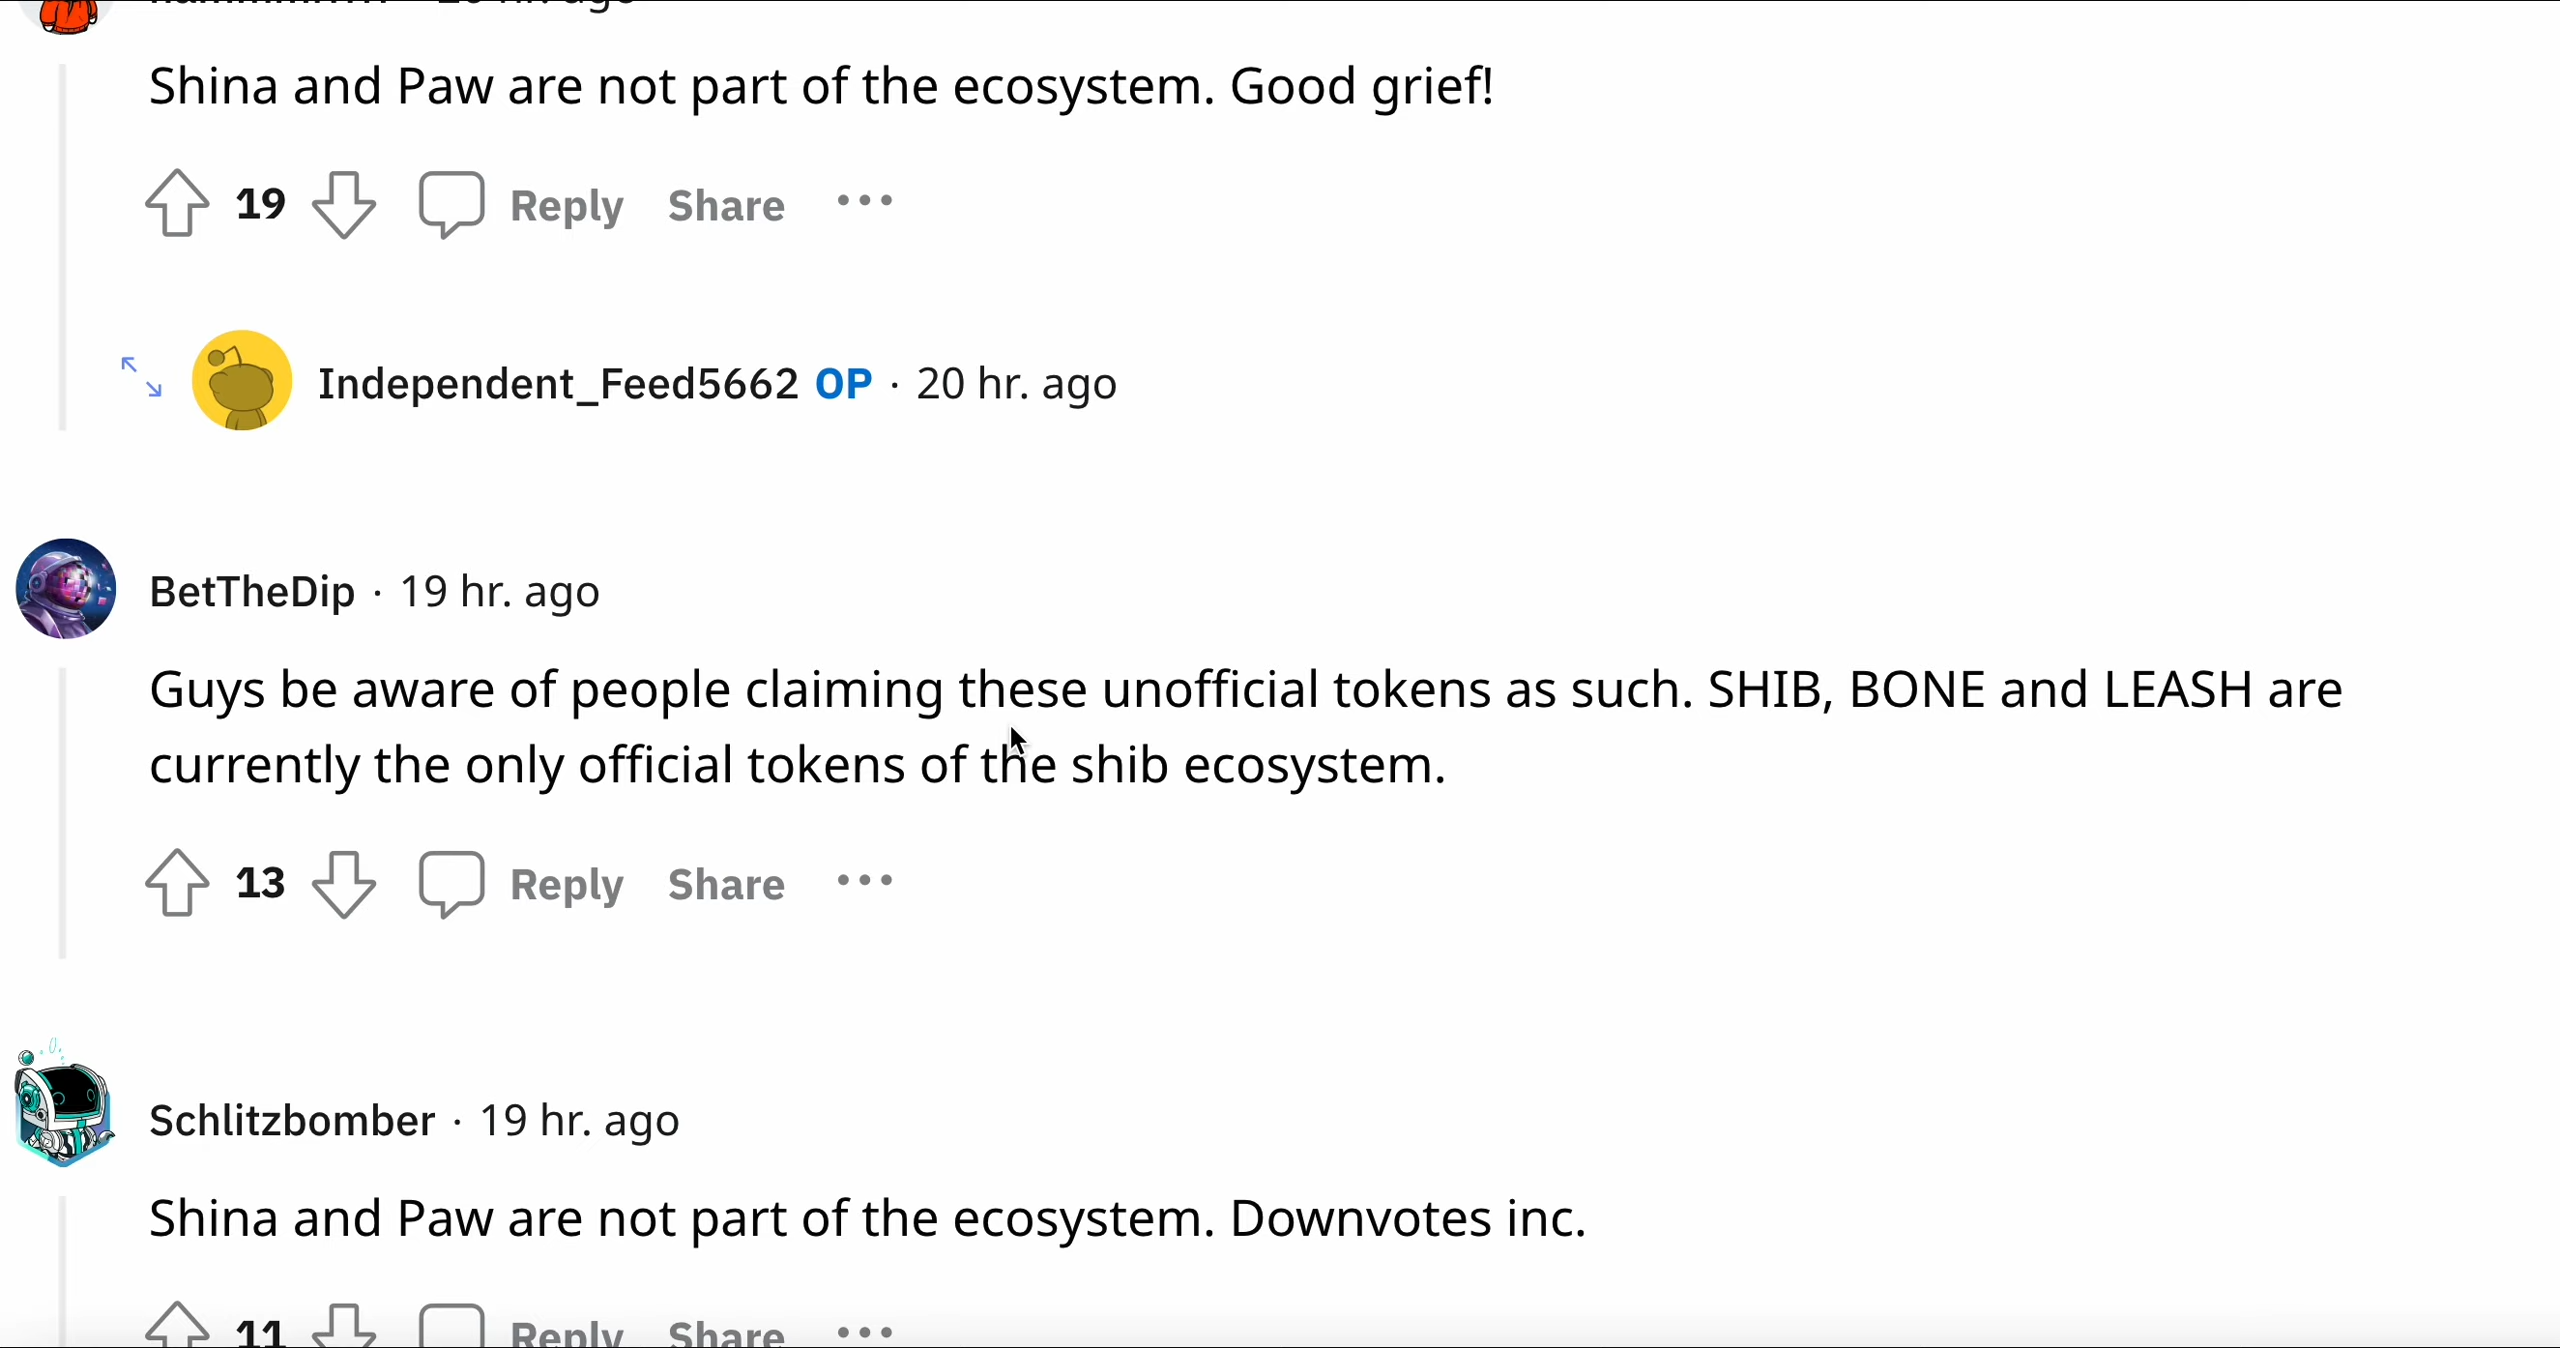 Shina and Paw are not part of the ecosystem. Good grief!
19 Reply Share
Independent_Feed5662 OP · 20 hr. ago
BetTheDip · 19 hr. ago
Guys be aware of people claiming these unofficial tokens as such. SHIB, BONE and LEASH are
currently the only official tokens of the shib ecosystem.
13 Reply Share
Schlitzbomber · 19 hr. ago
Shina and Paw are not part of the ecosystem. Downvotes inc.
11 Reply Share